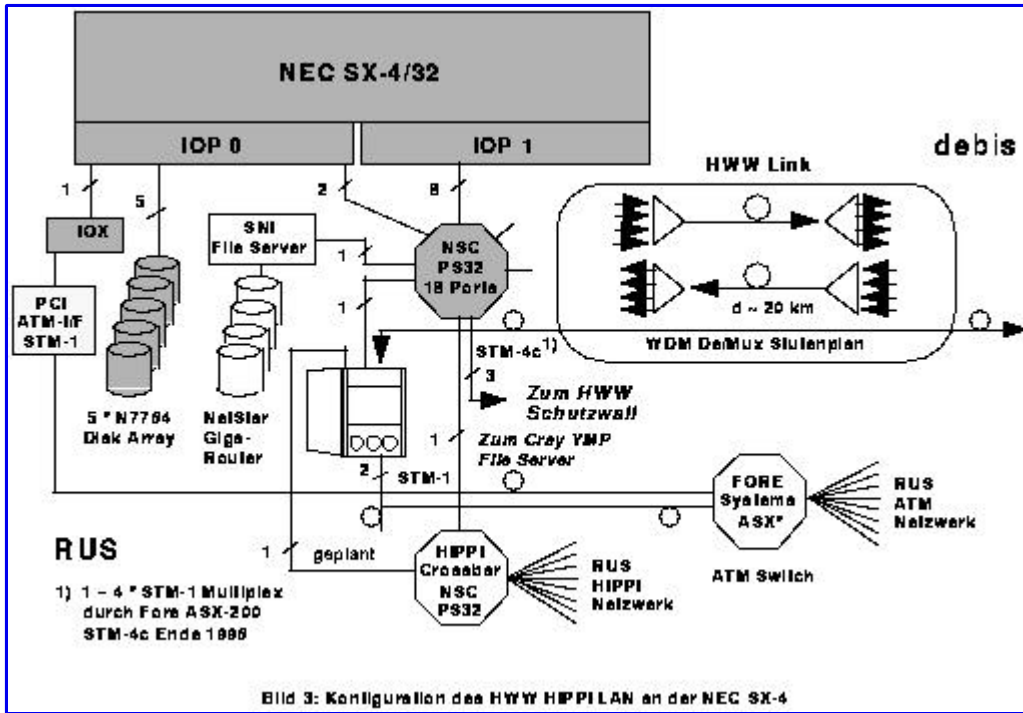 NEC SX-4/32
IOP 0
IOP 1
debis
HWW Link
1
5
2
8
IOX
SNI
File Server
1
NSC
PS32
18 Ports
PCI
ATM-I/F
STM-1
1
d ~ 20 km
WDM De/Mux Stufenplan
STM-4c 1)
3
5 * N7764
Disk Array
NetStar
Giga-
Router
Zum HWW
Schutzwall
1
Zum Cray YMP
File Server
2
STM-1
FORE
Systems
ASX*
RUS
ATM
Netzwerk
RUS
1
geplant
HIPPI
Crossbar
NSC
PS32
RUS
HIPPI
Netzwerk
ATM Switch
1) 1 - 4 * STM-1 Multiplex
durch Fore ASX-200
STM-4c Ende 1996
Bild 3: Konfiguration des HWW HIPPI LAN an der NEC SX-4